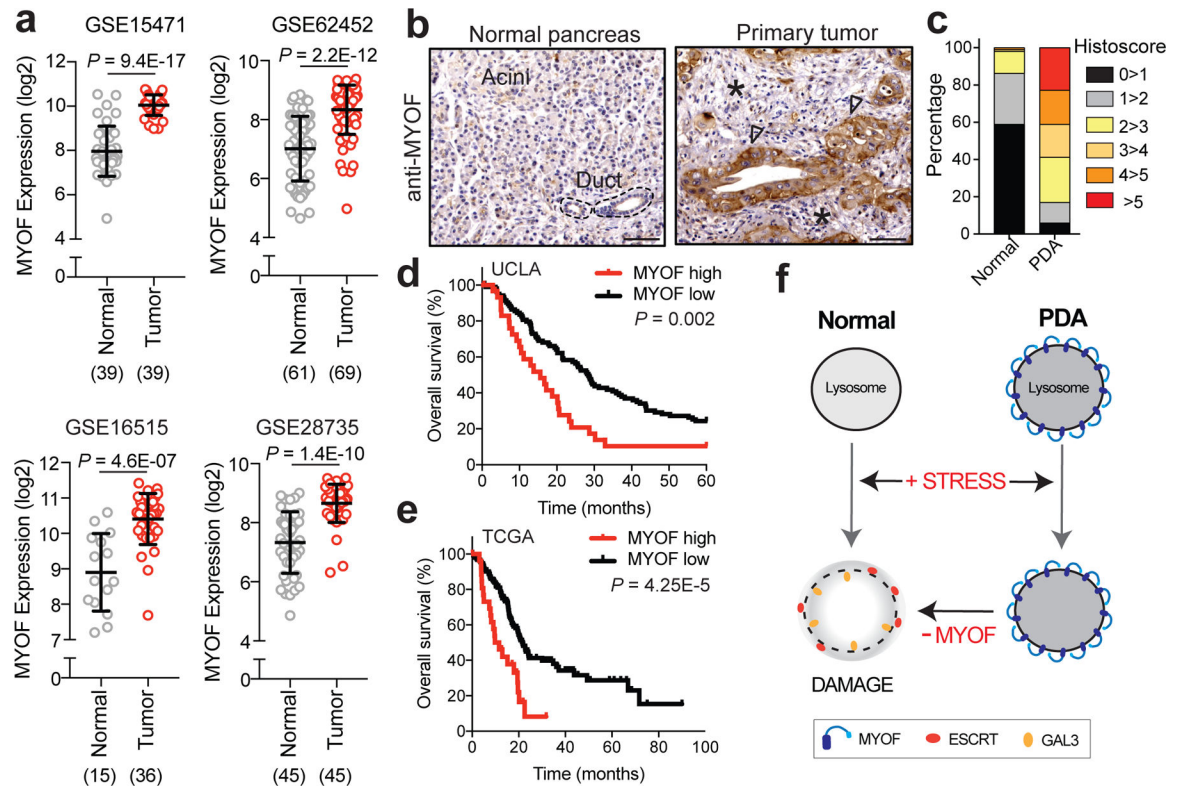 a
GSE15471
P = 9.4E-17
MYOF Expression (log2)
12
10
8
6
4
0
Normal
Tumor
(39)
(39)
GSE62452
P = 2.2E-12
MYOF Expression (log2)
10
8
6
4
0
Normal
Tumor
(61)
(69)
GSE16515
P = 4.6E-07
MYOF Expression (log2)
12
11
10
9
8
7
0
Normal
Tumor
(15)
(36)
GSE28735
P = 1.4E-10
MYOF Expression (log2)
10
8
6
4
0
Normal
Tumor
(45)
(45)
b
Normal pancreas
Primary tumor
anti-MYOF
Acini
Duct
*
*
c
Percentage
100
80
60
40
20
0
Normal
PDA
Histoscore
0>1
1>2
2>3
3>4
4>5
>5
d
UCLA
MYOF high
MYOF low
P = 0.002
Overall survival (%)
100
80
60
40
20
0
0 10 20 30 40 50 60
Time (months)
e
TCGA
MYOF high
MYOF low
P = 4.25E-5
Overall survival (%)
100
80
60
40
20
0
0 20 40 60 80 100
Time (months)
f
Normal
PDA
Lysosome
Lysosome
+ STRESS
- MYOF
DAMAGE
MYOF
ESCRT
GAL3